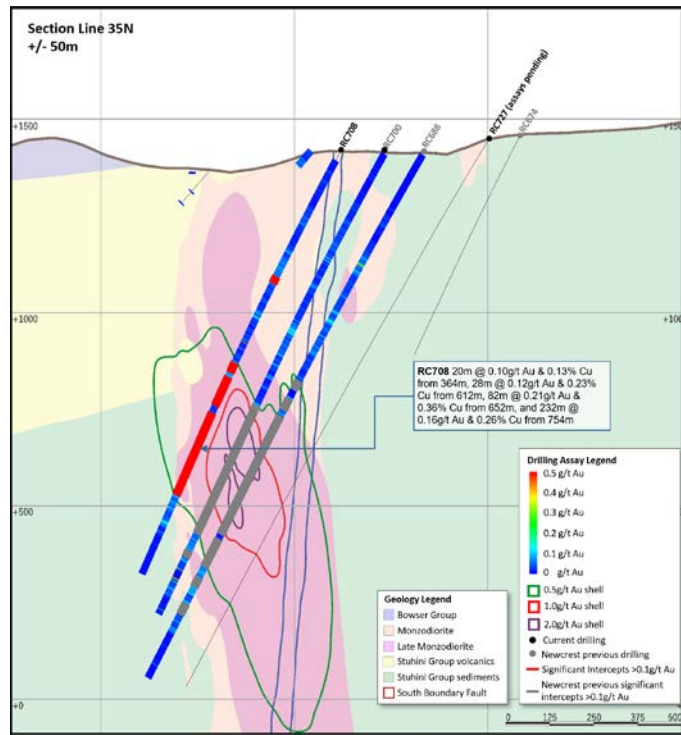 Section Line 35N
+/- 50m
RC708
RC700
RC688
RC727 (assays pending)
RC674
+1500
+1000
+1000
+500
+0
RC708 20m @ 0.10g/t Au & 0.13% Cu
from 364m, 28m @ 0.12g/t Au & 0.23%
Cu from 612m, 82m @ 0.21g/t Au &
0.36% Cu from 652m, and 232m @
0.16g/t Au & 0.26% Cu from 754m
Drilling Assay Legend
0.5 g/t Au
0.4 g/t Au
0.3 g/t Au
0.2 g/t Au
0.1 g/t Au
0 g/t Au
0.5g/t Au shell
1.0g/t Au shell
2.0g/t Au shell
Current drilling
Newcrest previous drilling
Significant Intercepts >0.1g/t Au
Newcrest previous significant
intercepts >0.1g/t Au
Geology Legend
Bowser Group
Monzodiorite
Late Monzodiorite
Stuhini Group volcanics
Stuhini Group sediments
South Boundary Fault
0 125 250 375 500